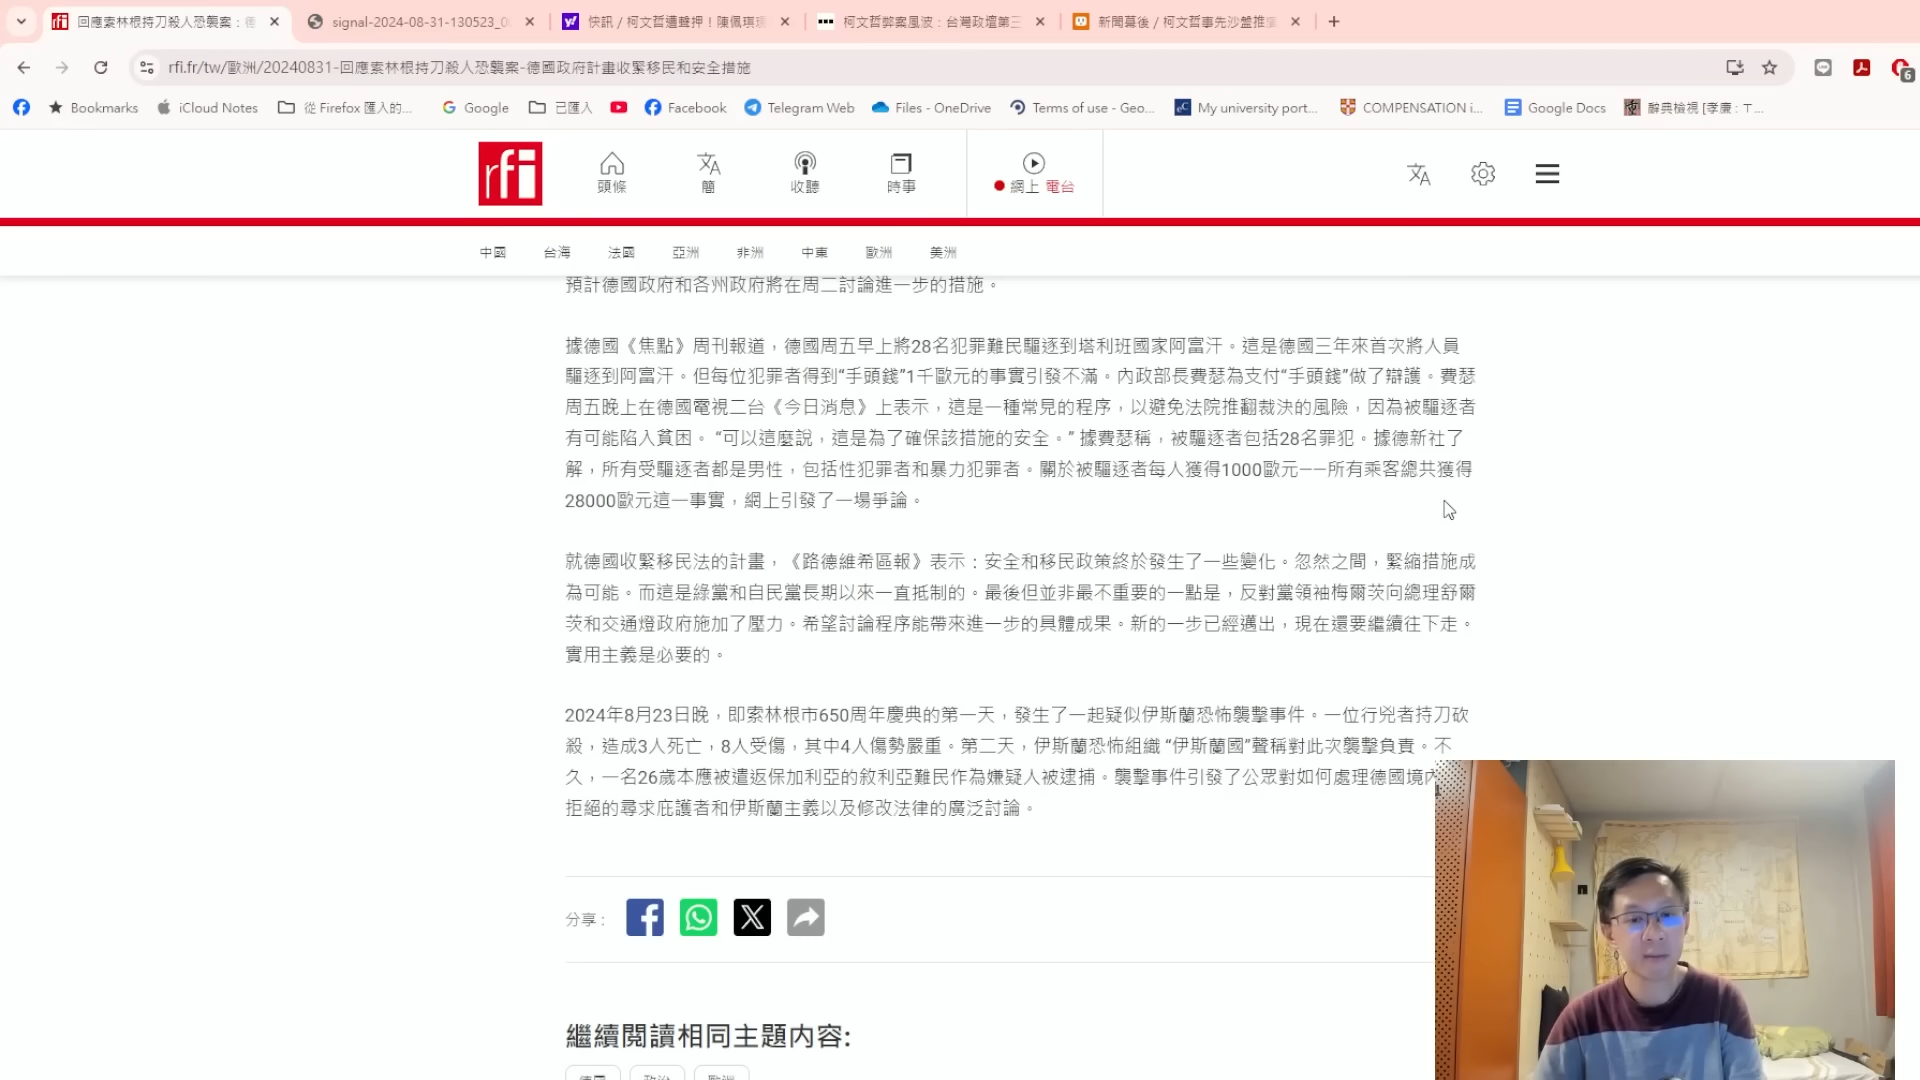 回應索林根持刀殺人恐襲案：德
signal-2024-08-31-130523_0
快訊 / 柯文哲遭聲押！陳佩琪
柯文哲弊案風波：台灣政壇第三
新聞幕後 / 柯文哲事先沙盤推
rfi.fr/tw/歐洲/20240831-回應索林根持刀殺人恐襲案-德國政府計畫收緊移民和安全措施
6
Bookmarks
iCloud Notes
從 Firefox 匯入的...
Google
已匯入
Facebook
Telegram Web
Files - OneDrive
Terms of use - Geo...
My university port...
COMPENSATION i...
Google Docs
辭典檢視 [孝廉 : ㄒ...
rfi
頭條
簡
收聽
時事
網上 電台
中國
台海
法國
亞洲
非洲
中東
歐洲
美洲
預計德國政府和各州政府將在周二討論進一步的措施。
據德國《焦點》周刊報道，德國周五早上將28名犯罪難民驅逐到塔利班國家阿富汗。這是德國三年來首次將人員
驅逐到阿富汗。但每位犯罪者得到“手頭錢”1千歐元的事實引發不滿。內政部長費瑟為支付“手頭錢”做了辯護。費瑟
周五晚上在德國電視二台《今日消息》上表示，這是一種常見的程序，以避免法院推翻裁決的風險，因為被驅逐者
有可能陷入貧困。 “可以這麼說，這是為了確保該措施的安全。” 據費瑟稱，被驅逐者包括28名罪犯。據德新社了
解，所有受驅逐者都是男性，包括性犯罪者和暴力犯罪者。關於被驅逐者每人獲得1000歐元——所有乘客總共獲得
28000歐元這一事實，網上引發了一場爭論。
就德國收緊移民法的計畫，《路德維希區報》表示：安全和移民政策終於發生了一些變化。忽然之間，緊縮措施成
為可能。而這是綠黨和自民黨長期以來一直抵制的。最後但並非最不重要的一點是，反對黨領袖梅爾茨向總理舒爾
茨和交通燈政府施加了壓力。希望討論程序能帶來進一步的具體成果。新的一步已經邁出，現在還要繼續往下走。
實用主義是必要的。
2024年8月23日晚，即索林根市650周年慶典的第一天，發生了一起疑似伊斯蘭恐怖襲擊事件。一位行兇者持刀砍
殺，造成3人死亡，8人受傷，其中4人傷勢嚴重。第二天，伊斯蘭恐怖組織 “伊斯蘭國”聲稱對此次襲擊負責。不
久，一名26歲本應被遣返保加利亞的敘利亞難民作為嫌疑人被逮捕。襲擊事件引發了公眾對如何處理德國境內
拒絕的尋求庇護者和伊斯蘭主義以及修改法律的廣泛討論。
分享 :
繼續閱讀相同主題内容:
德國
政治
歐洲